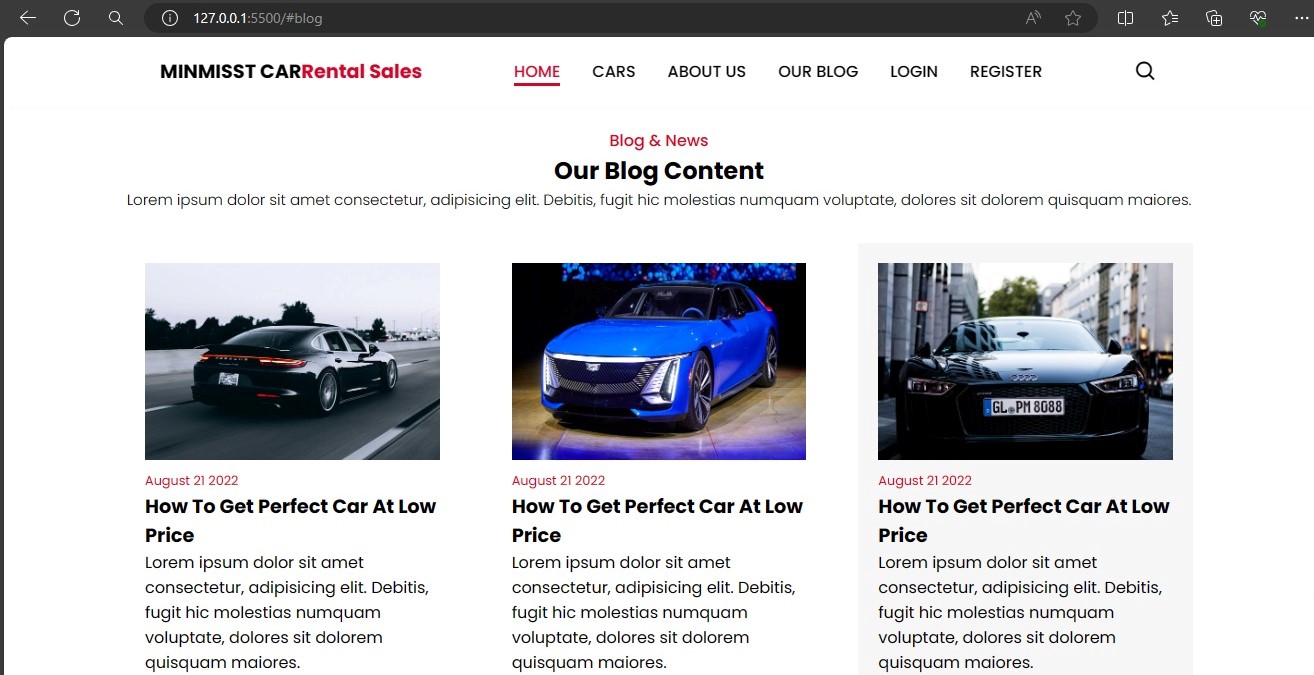 127.0.0.1:5500/#blog
MINMISST CARRental Sales HOME CARS ABOUT US OUR BLOG LOGIN REGISTER
Blog & News
Our Blog Content
Lorem ipsum dolor sit amet consectetur, adipisicing elit. Debitis, fugit hic molestias numquam voluptate, dolores sit dolorem quisquam maiores.
GL PM 8088
August 21 2022
How To Get Perfect Car At Low
Price
Lorem ipsum dolor sit amet
consectetur, adipisicing elit. Debitis,
fugit hic molestias numquam
voluptate, dolores sit dolorem
quisquam maiores.
August 21 2022
How To Get Perfect Car At Low
Price
Lorem ipsum dolor sit amet
consectetur, adipisicing elit. Debitis,
fugit hic molestias numquam
voluptate, dolores sit dolorem
quisquam maiores.
August 21 2022
How To Get Perfect Car At Low
Price
Lorem ipsum dolor sit amet
consectetur, adipisicing elit. Debitis,
fugit hic molestias numquam
voluptate, dolores sit dolorem
quisquam maiores.